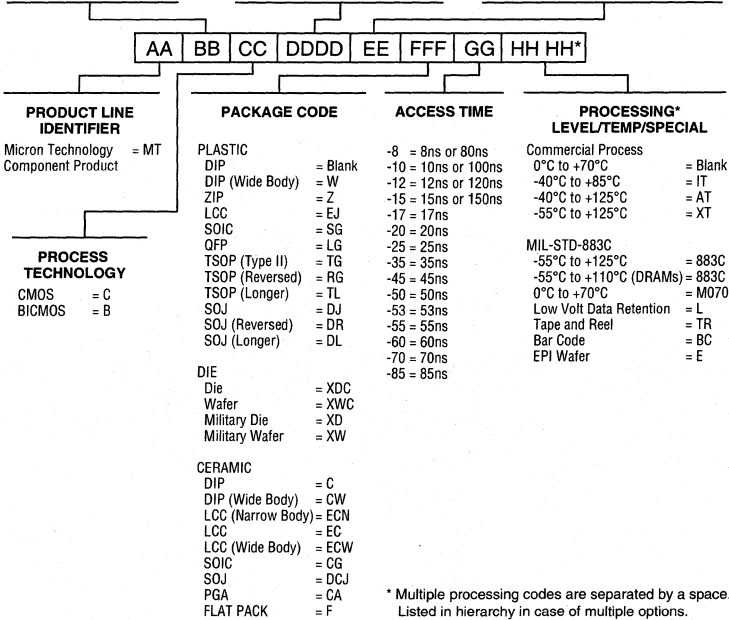 AA BB CC DDDD EE FFF GG HH HH*
PRODUCT LINE
IDENTIFIER
Micron Technology = MT
Component Product
PROCESS
TECHNOLOGY
CMOS = C
BICMOS = B
PACKAGE CODE
PLASTIC
DIP = Blank
DIP (Wide Body) = W
ZIP = Z
LCC = EJ
SOIC = SG
QFP = LG
TSOP (Type II) = TG
TSOP (Reversed) = RG
TSOP (Longer) = TL
SOJ = DJ
SOJ (Reversed) = DR
SOJ (Longer) = DL
DIE
Die = XDC
Wafer = XWC
Military Die = XD
Military Wafer = XW
CERAMIC
DIP = C
DIP (Wide Body) = CW
LCC (Narrow Body) = ECN
LCC = EC
LCC (Wide Body) = ECW
SOIC = CG
SOJ = DCJ
PGA = CA
FLAT PACK = F
ACCESS TIME
-8 = 8ns or 80ns
-10 = 10ns or 100ns
-12 = 12ns or 120ns
-15 = 15ns or 150ns
-17 = 17ns
-20 = 20ns
-25 = 25ns
-35 = 35ns
-45 = 45ns
-50 = 50ns
-53 = 53ns
-55 = 55ns
-60 = 60ns
-70 = 70ns
-85 = 85ns
PROCESSING*
LEVEL/TEMP/SPECIAL
Commercial Process
0°C to +70°C = Blank
-40°C to +85°C = IT
-40°C to +125°C = AT
-55°C to +125°C = XT
MIL-STD-883C
-55°C to +125°C = 883C
-55°C to +110°C (DRAMs) = 883C
0°C to +70°C = M070
Low Volt Data Retention = L
Tape and Reel = TR
Bar Code = BC
EPI Wafer = E
* Multiple processing codes are separated by a space.
Listed in hierarchy in case of multiple options.